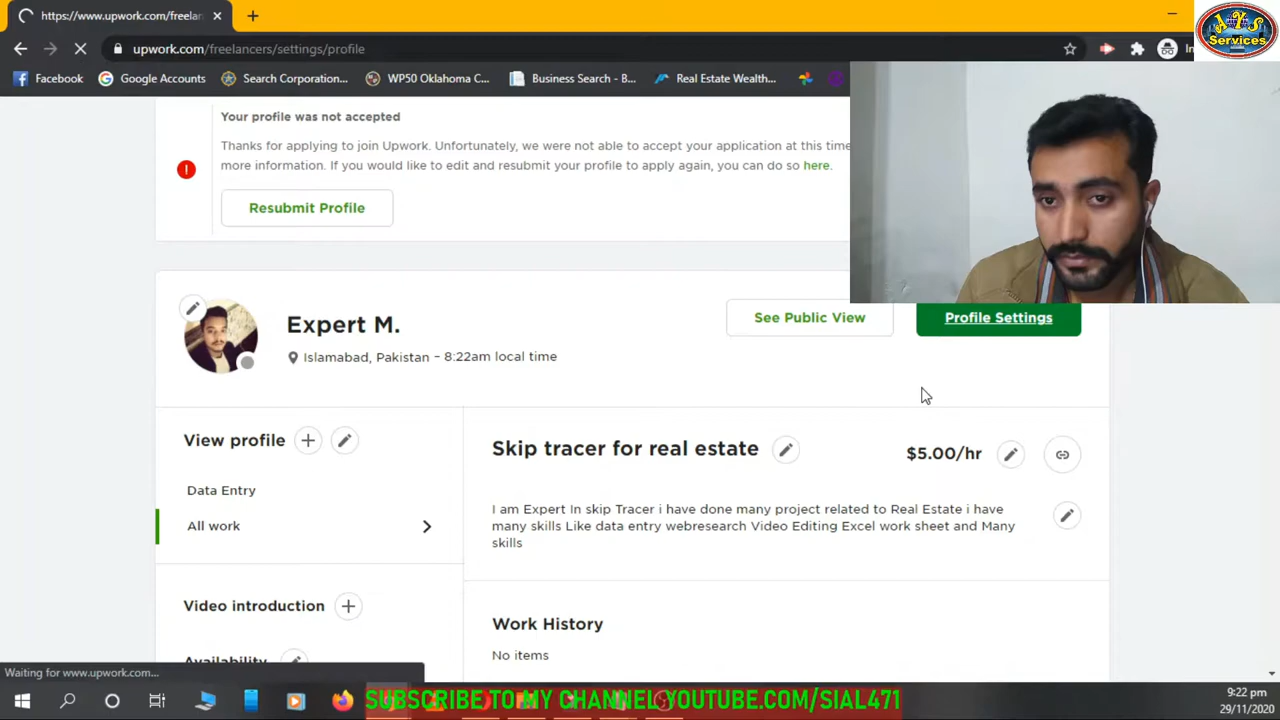 https://www.upwork.com/freelan
upwork.com/freelancers/settings/profile
Facebook
Google Accounts
Search Corporation...
WP50 Oklahoma C...
Business Search - B...
Real Estate Wealth...
JYS
Services
Your profile was not accepted
Thanks for applying to join Upwork. Unfortunately, we were not able to accept your application at this time
more information. If you would like to edit and resubmit your profile to apply again, you can do so here.
Resubmit Profile
Expert M.
Islamabad, Pakistan – 8:22am local time
See Public View
Profile Settings
View profile
Data Entry
All work
Skip tracer for real estate
$5.00/hr
I am Expert In skip Tracer i have done many project related to Real Estate i have
many skills Like data entry webresearch Video Editing Excel work sheet and Many
skills
Video introduction
Availability
Work History
No items
Waiting for www.upwork.com...
SUBSCRIBE TO MY CHANNEL YOUTUBE.COM/SIAL471
9:22 pm
29/11/2020